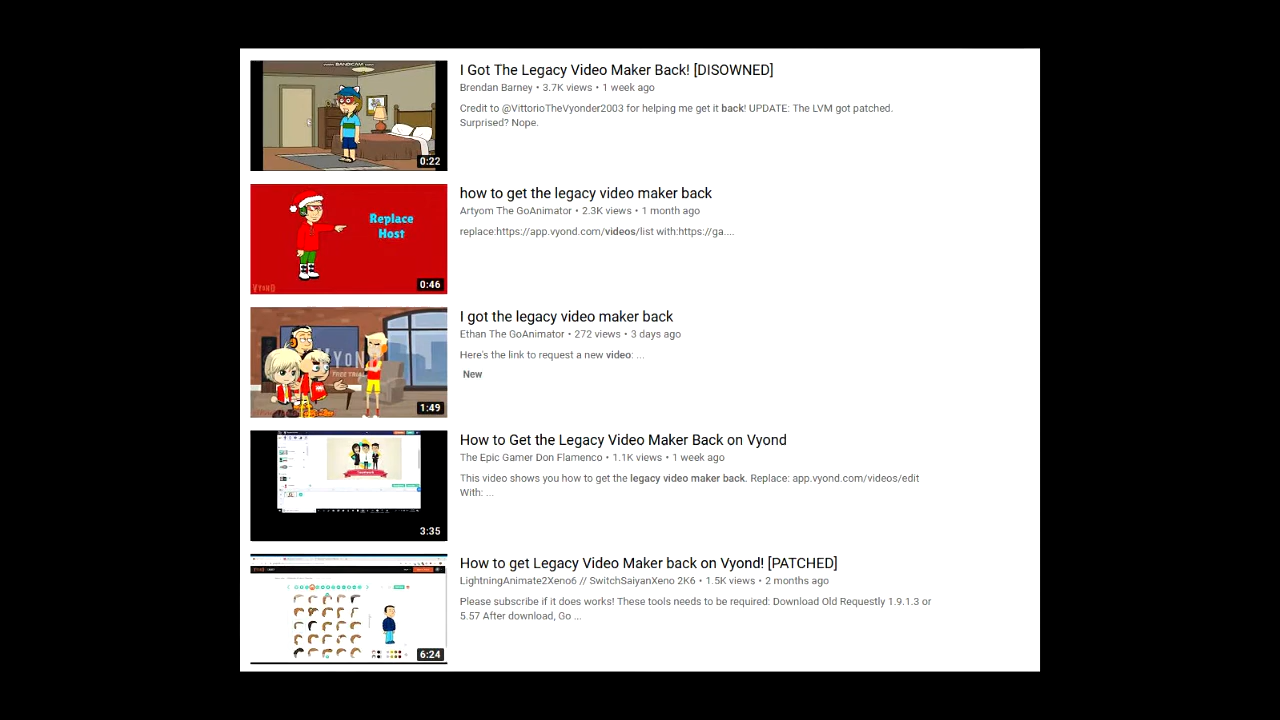 BANDICAM
0:22
I Got The Legacy Video Maker Back! [DISOWNED]
Brendan Barney • 3.7K views • 1 week ago
Credit to @VittorioTheVyonder2003 for helping me get it back! UPDATE: The LVM got patched.
Surprised? Nope.
Replace
Host
VYOND
0:46
how to get the legacy video maker back
Artyom The GoAnimator • 2.3K views • 1 month ago
replace:https://app.vyond.com/videos/list with:https://ga....
FREE TRIAL
1:49
I got the legacy video maker back
Ethan The GoAnimator • 272 views • 3 days ago
Here's the link to request a new video: ...
New
3:35
How to Get the Legacy Video Maker Back on Vyond
The Epic Gamer Don Flamenco • 1.1K views • 1 week ago
This video shows you how to get the legacy video maker back. Replace: app.vyond.com/videos/edit
With: ...
6:24
How to get Legacy Video Maker back on Vyond! [PATCHED]
LightningAnimate2Xeno6 // SwitchSaiyanXeno 2K6 • 1.5K views • 2 months ago
Please subscribe if it does works! These tools needs to be required: Download Old Requestly 1.9.1.3 or
5.57 After download, Go ...